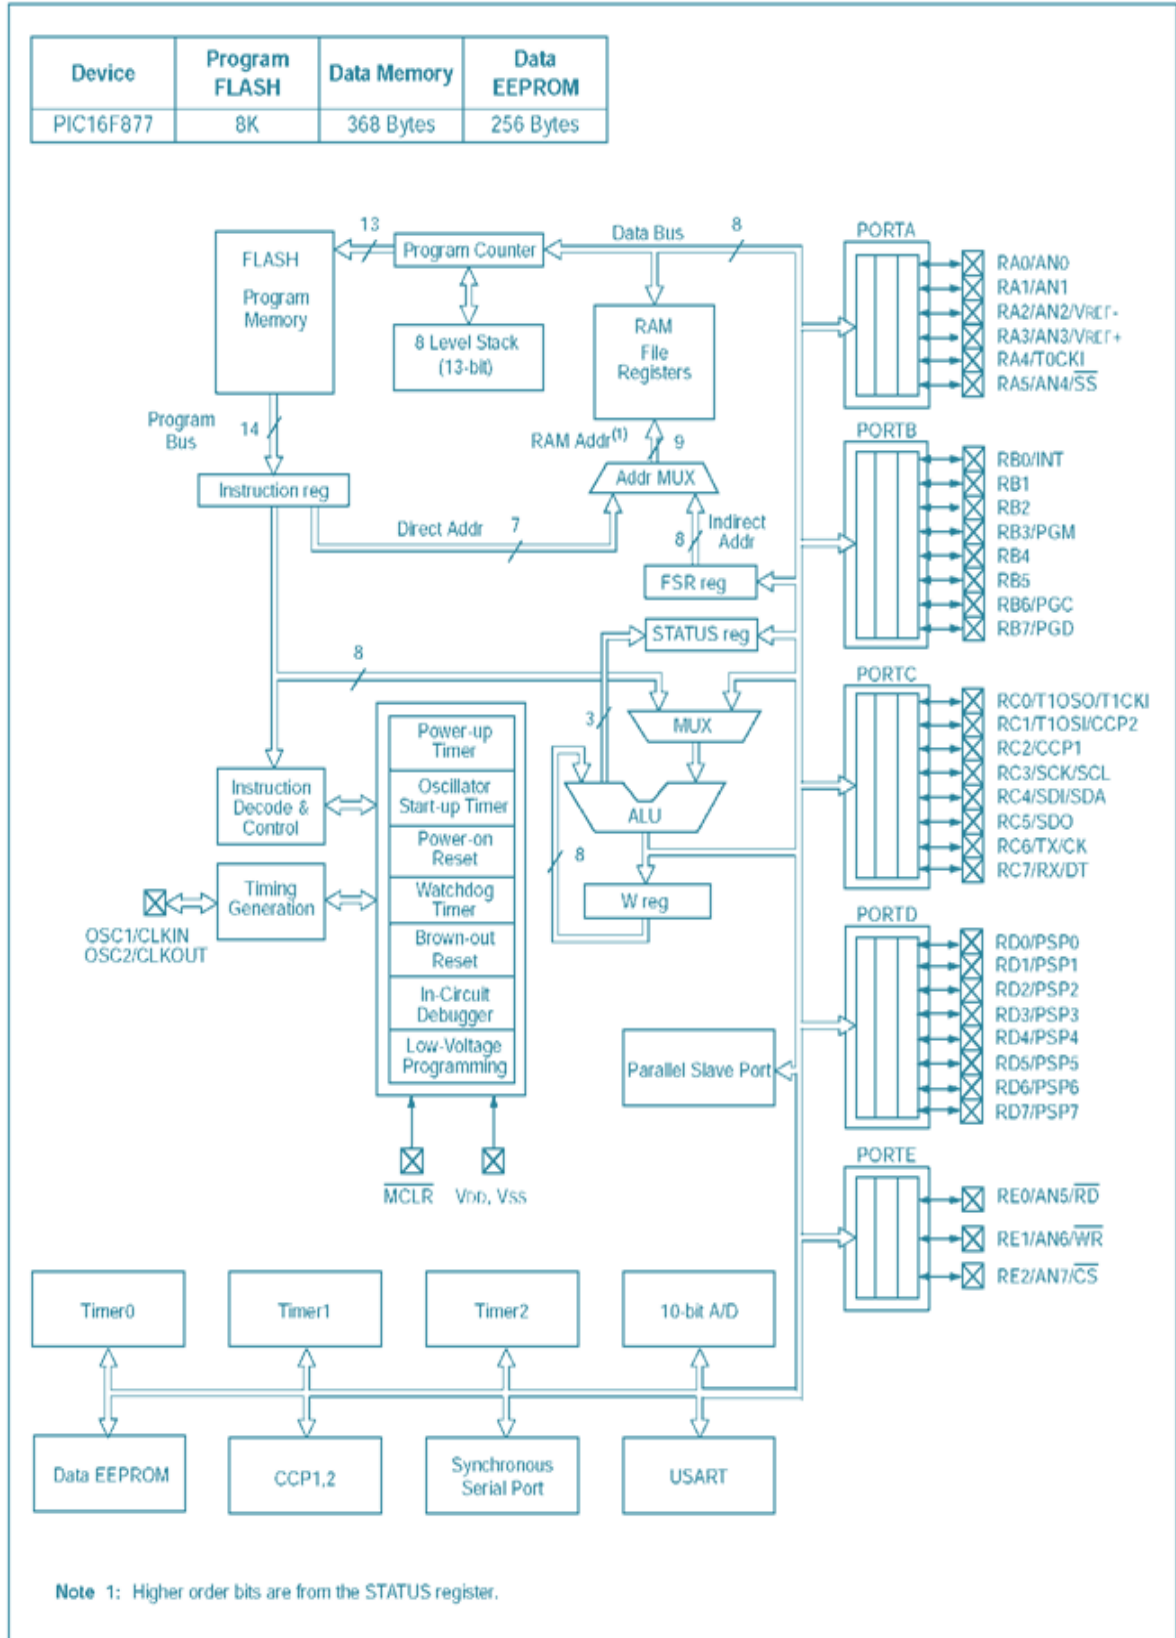 Device Program FLASH Data Memory Data EEPROM
PIC16F877 8K 368 Bytes 256 Bytes
FLASH
Program
Memory
13
Program Counter
Data Bus
8
8 Level Stack
(13-bit)
RAM
File
Registers
Program
Bus
14
RAM Addr(1)
9
Instruction reg
Addr MUX
Direct Addr
7
8
Indirect
Addr
FSR reg
STATUS reg
8
3
MUX
ALU
8
W reg
Power-up
Timer
Oscillator
Start-up Timer
Power-on
Reset
Watchdog
Timer
Brown-out
Reset
In-Circuit
Debugger
Low-Voltage
Programming
Instruction
Decode &
Control
Timing
Generation
OSC1/CLKIN
OSC2/CLKOUT
MCLR
VDD, VSS
Parallel Slave Port
PORTA
RA0/AN0
RA1/AN1
RA2/AN2/VREF-
RA3/AN3/VREF+
RA4/T0CKI
RA5/AN4/SS
PORTB
RB0/INT
RB1
RB2
RB3/PGM
RB4
RB5
RB6/PGC
RB7/PGD
PORTC
RC0/T1OSO/T1CKI
RC1/T1OSI/CCP2
RC2/CCP1
RC3/SCK/SCL
RC4/SDI/SDA
RC5/SDO
RC6/TX/CK
RC7/RX/DT
PORTD
RD0/PSP0
RD1/PSP1
RD2/PSP2
RD3/PSP3
RD4/PSP4
RD5/PSP5
RD6/PSP6
RD7/PSP7
PORTE
RE0/AN5/RD
RE1/AN6/WR
RE2/AN7/CS
Timer0
Timer1
Timer2
10-bit A/D
Data EEPROM
CCP1,2
Synchronous
Serial Port
USART
Note 1: Higher order bits are from the STATUS register.